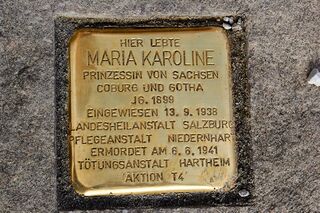 HIER LEBTE
MARIA KAROLINE
PRINZESSIN VON SACHSEN
COBURG UND GOTHA
JG. 1899
EINGEWIESEN 13. 9. 1938
LANDESHEILANSTALT SALZBURG
PFLEGEANSTALT NIEDERNHART
ERMORDET AM 6. 6. 1941
TÖTUNGSANSTALT HARTHEIM
'AKTION T4'